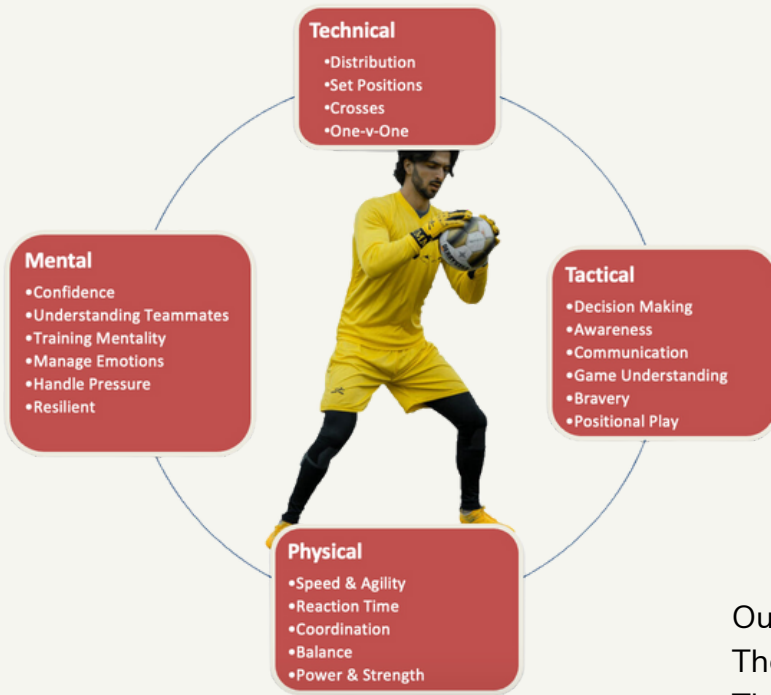 Technical
•Distribution
•Set Positions
•Crosses
•One-v-One
Mental
•Confidence
•Understanding Teammates
•Training Mentality
•Manage Emotions
•Handle Pressure
•Resilient
Tactical
•Decision Making
•Awareness
•Communication
•Game Understanding
•Bravery
•Positional Play
Physical
•Speed & Agility
•Reaction Time
•Coordination
•Balance
•Power & Strength